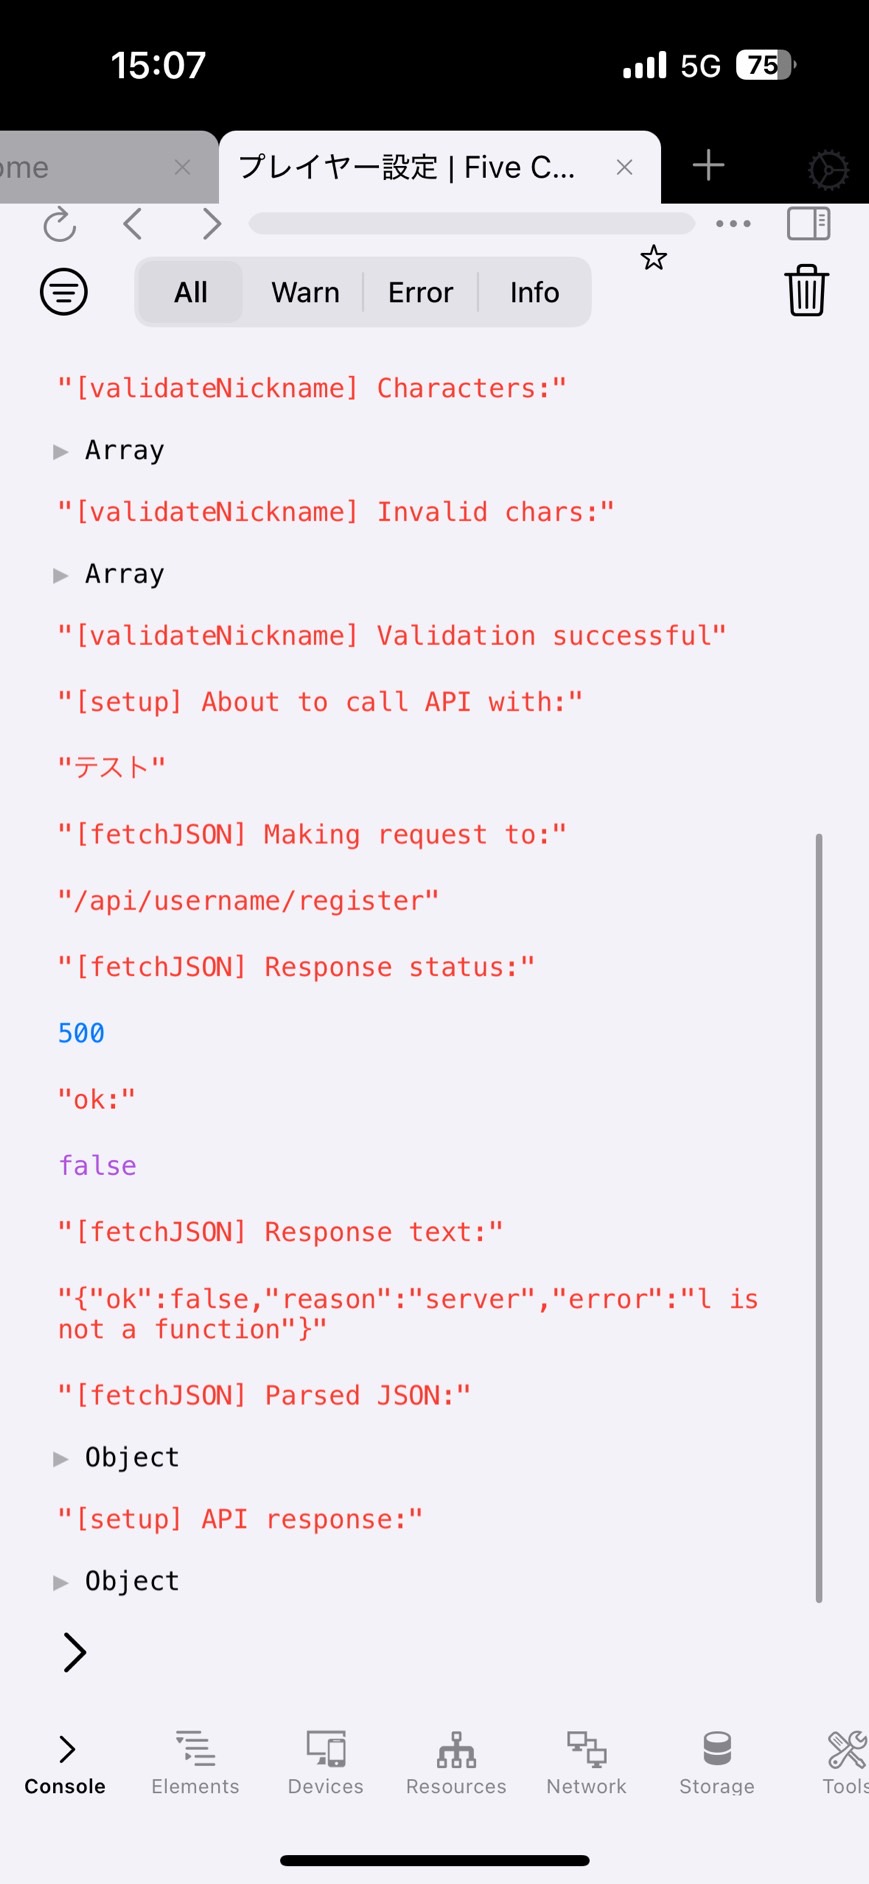 15:07
5G
75
ome
プレイヤー設定 | Five C...
All
Warn
Error
Info
"[validateNickname] Characters:"
Array
"[validateNickname] Invalid chars:"
Array
"[validateNickname] Validation successful"
"[setup] About to call API with:"
"テスト"
"[fetchJSON] Making request to:"
"/api/username/register"
"[fetchJSON] Response status:"
500
"ok:"
false
"[fetchJSON] Response text:"
"{"ok":false,"reason":"server","error":"l is
not a function"}"
"[fetchJSON] Parsed JSON:"
Object
"[setup] API response:"
Object
Console
Elements
Devices
Resources
Network
Storage
Tools